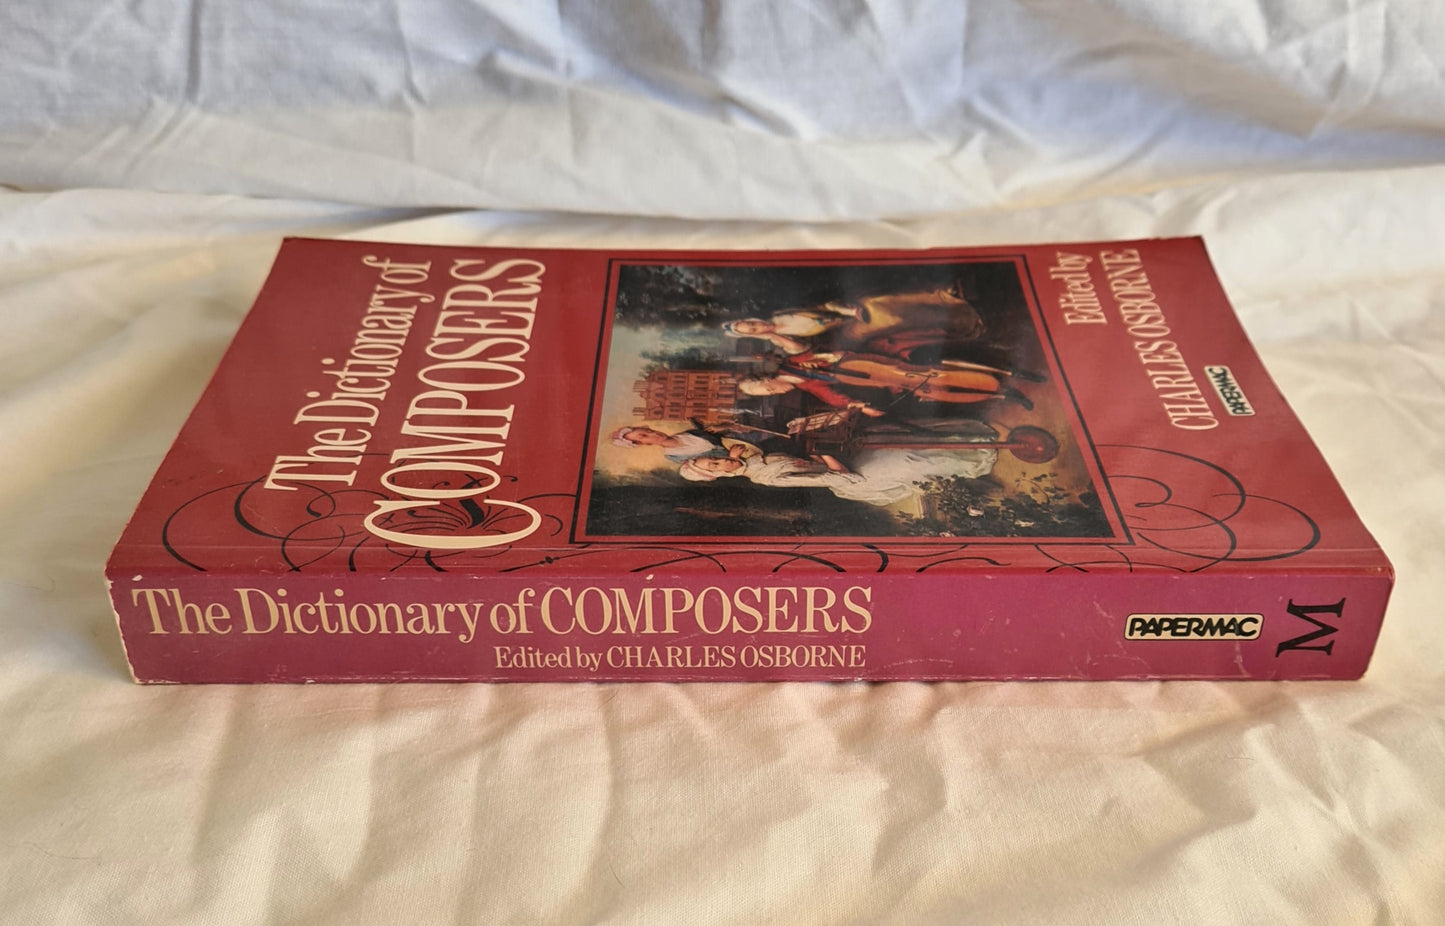 The Dictionary of
COMPOSERS
Edited by
CHARLES OSBORNE
PAPERMAC
The Dictionary of COMPOSERS
Edited by CHARLES OSBORNE
PAPERMAC
M